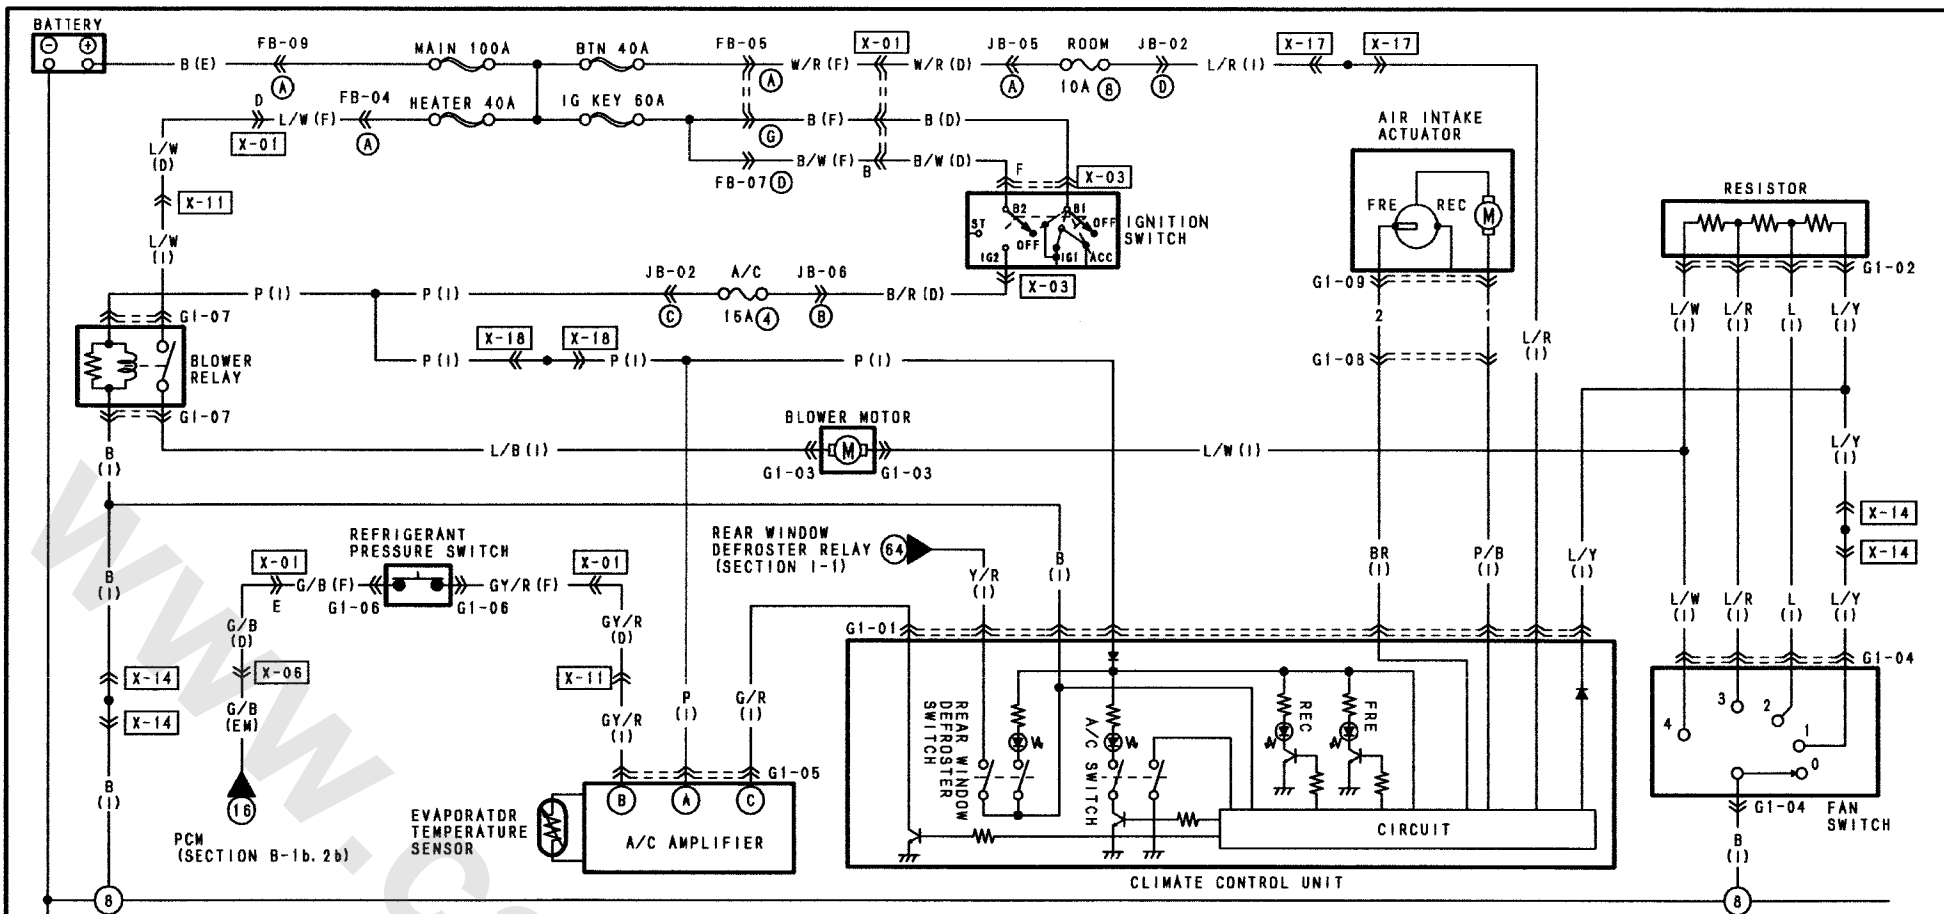 BATTERY
B(E)
FB-09
A
MAIN 100A
BTN 40A
FB-05
A
W/R(F)
X-01
W/R(D)
JB-05
A
ROOM
10A 8
JB-02
D
L/R(I)
X-17
X-17
D
X-01
L/W(F)
FB-04
A
HEATER 40A
IG KEY 60A
G
B(F)
B(D)
FB-07 D
B/W(F)
B
B/W(D)
F
X-03
L/W
(D)
X-11
L/W
(I)
B2
B1
ST
OFF
OFF
IG2
IG1
ACC
IGNITION
SWITCH
X-03
AIR INTAKE
ACTUATOR
FRE
REC
M
G1-09
2
1
G1-08
RESISTOR
G1-02
L/W
(I)
L/R
(I)
L
(I)
L/Y
(I)
P(I)
P(I)
JB-02
C
A/C
15A 4
JB-06
B
B/R(D)
L/R
(I)
G1-07
BLOWER
RELAY
G1-07
P(I)
X-18
X-18
P(I)
P(I)
BLOWER MOTOR
L/B(I)
M
G1-03
G1-03
L/W(I)
L/Y
(I)
X-14
X-14
B
(I)
REFRIGERANT
PRESSURE SWITCH
X-01
E
G/B(F)
G1-06
G1-06
GY/R(F)
X-01
REAR WINDOW
DEFROSTER RELAY
(SECTION I-1)
64
Y/R
(I)
B
(I)
BR
(I)
P/B
(I)
L/Y
(I)
L/W
(I)
L/R
(I)
L
(I)
L/Y
(I)
B
(I)
G/B
(D)
X-06
G/B
(EM)
16
PCM
(SECTION B-1b.2b)
GY/R
(D)
X-11
GY/R
(I)
P
(I)
G/R
(I)
G1-01
G1-04
X-14
X-14
B
(I)
G1-05
B
A
C
EVAPORATOR
TEMPERATURE
SENSOR
A/C AMPLIFIER
REAR WINDOW
DEFROSTER
SWITCH
A/C SWITCH
REC
FRE
CIRCUIT
CLIMATE CONTROL UNIT
4
3
2
1
0
G1-04
FAN
SWITCH
B
(I)
8
8
www.c